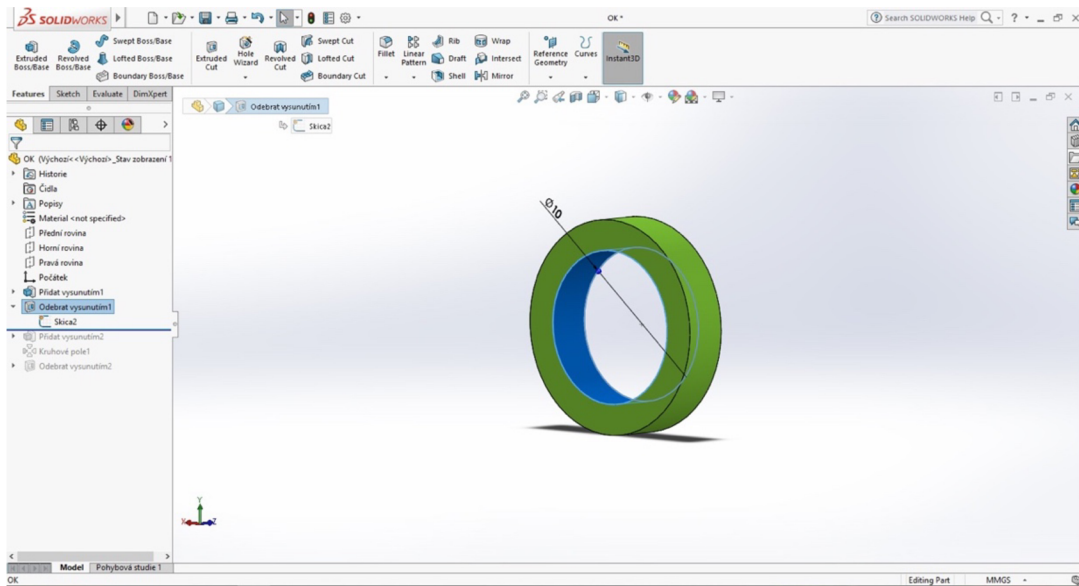 SOLIDWORKS
OK *
Search SOLIDWORKS Help
?
Extruded Boss/Base
Revolved Boss/Base
Swept Boss/Base
Lofted Boss/Base
Boundary Boss/Base
Extruded Cut
Hole Wizard
Revolved Cut
Swept Cut
Lofted Cut
Boundary Cut
Fillet
Linear Pattern
Rib
Draft
Shell
Wrap
Intersect
Mirror
Reference Geometry
Curves
Instant3D
Features Sketch Evaluate DimXpert
Odebrat vysunutím1
Skica2
OK (Výchozí<<Výchozí>_Stav zobrazení 1
Historie
Čidla
Popisy
Material <not specified>
Přední rovina
Horní rovina
Pravá rovina
Počátek
Přidat vysunutím1
Odebrat vysunutím1
Skica2
Přidat vysunutím2
Kruhové pole1
Odebrat vysunutím2
Ø10
Y
X
Z
Model Pohybová studie 1
OK
Editing Part MMGS